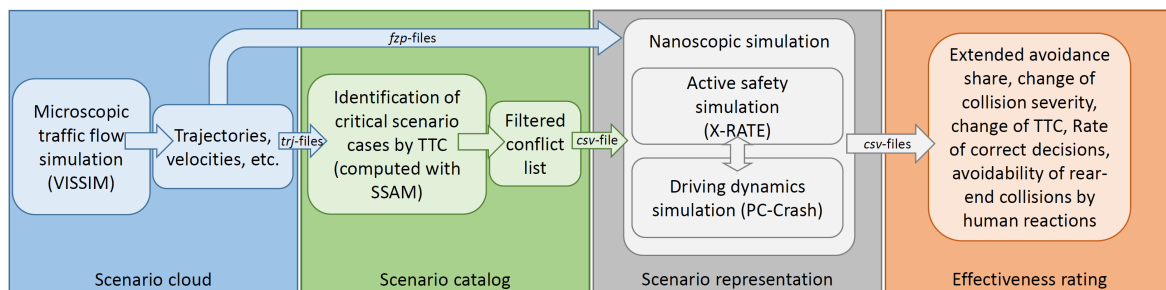 fzp-files
Microscopic
traffic flow
simulation
(VISSIM)
Trajectories,
velocities, etc.
trj-files
Scenario cloud
Identification of
critical scenario
cases by TTC
(computed with
SSAM)
Filtered
conflict
list
csv-file
Scenario catalog
Nanoscopic simulation
Active safety
simulation
(X-RATE)
Driving dynamics
simulation (PC-Crash)
Scenario representation
csv-files
Extended avoidance
share, change of
collision severity,
change of TTC, Rate
of correct decisions,
avoidability of rear-
end collisions by
human reactions
Effectiveness rating